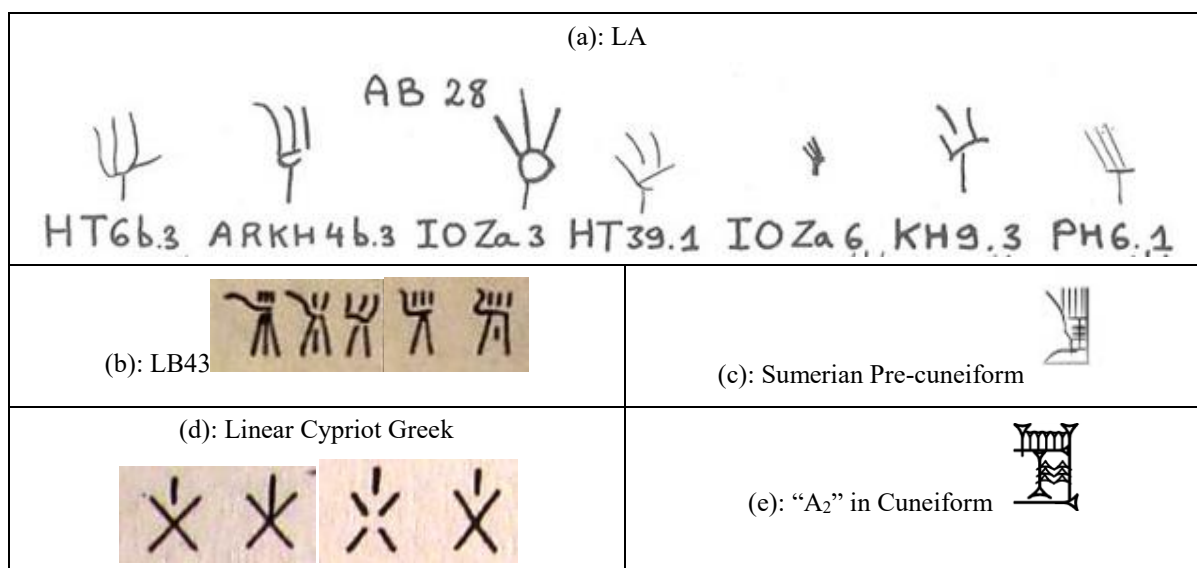 (a): LA
AB 28
HT6b.3 ARKH4b.3 IOZa3 HT39.1 IOZa6 KH9.3 PH6.1
(b): LB43
(c): Sumerian Pre-cuneiform
(d): Linear Cypriot Greek
(e): “A₂” in Cuneiform